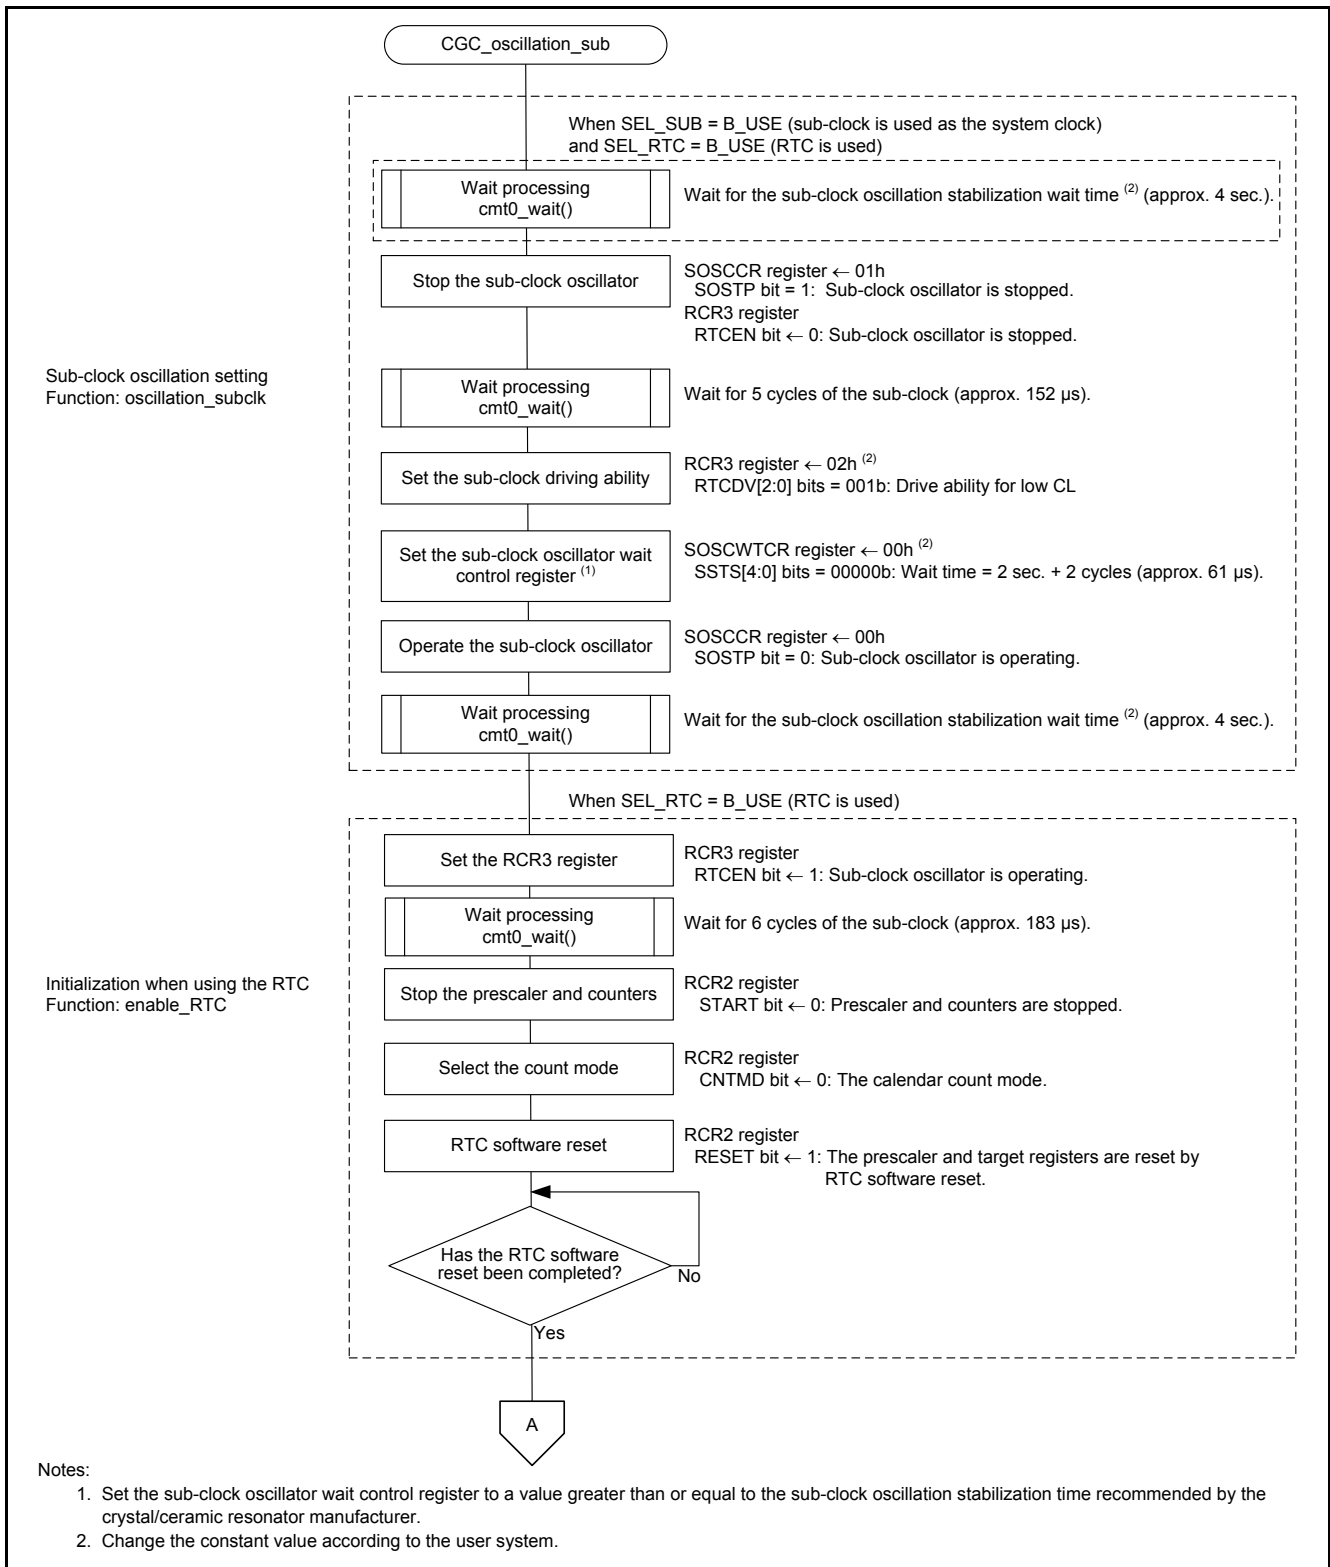 CGC_oscillation_sub
When SEL_SUB = B_USE (sub-clock is used as the system clock)
and SEL_RTC = B_USE (RTC is used)
Wait processing
cmt0_wait()
Wait for the sub-clock oscillation stabilization wait time (2) (approx. 4 sec.).
Stop the sub-clock oscillator
SOSCCR register ← 01h
SOSTP bit = 1: Sub-clock oscillator is stopped.
RCR3 register
RTCEN bit ← 0: Sub-clock oscillator is stopped.
Sub-clock oscillation setting
Function: oscillation_subclk
Wait processing
cmt0_wait()
Wait for 5 cycles of the sub-clock (approx. 152 µs).
Set the sub-clock driving ability
RCR3 register ← 02h (2)
RTCDV[2:0] bits = 001b: Drive ability for low CL
Set the sub-clock oscillator wait
control register (1)
SOSCWTCR register ← 00h (2)
SSTS[4:0] bits = 00000b: Wait time = 2 sec. + 2 cycles (approx. 61 µs).
Operate the sub-clock oscillator
SOSCCR register ← 00h
SOSTP bit = 0: Sub-clock oscillator is operating.
Wait processing
cmt0_wait()
Wait for the sub-clock oscillation stabilization wait time (2) (approx. 4 sec.).
When SEL_RTC = B_USE (RTC is used)
Set the RCR3 register
RCR3 register
RTCEN bit ← 1: Sub-clock oscillator is operating.
Wait processing
cmt0_wait()
Wait for 6 cycles of the sub-clock (approx. 183 µs).
Initialization when using the RTC
Function: enable_RTC
Stop the prescaler and counters
RCR2 register
START bit ← 0: Prescaler and counters are stopped.
Select the count mode
RCR2 register
CNTMD bit ← 0: The calendar count mode.
RTC software reset
RCR2 register
RESET bit ← 1: The prescaler and target registers are reset by
RTC software reset.
Has the RTC software
reset been completed?
No
Yes
A
Notes:
1. Set the sub-clock oscillator wait control register to a value greater than or equal to the sub-clock oscillation stabilization time recommended by the
crystal/ceramic resonator manufacturer.
2. Change the constant value according to the user system.